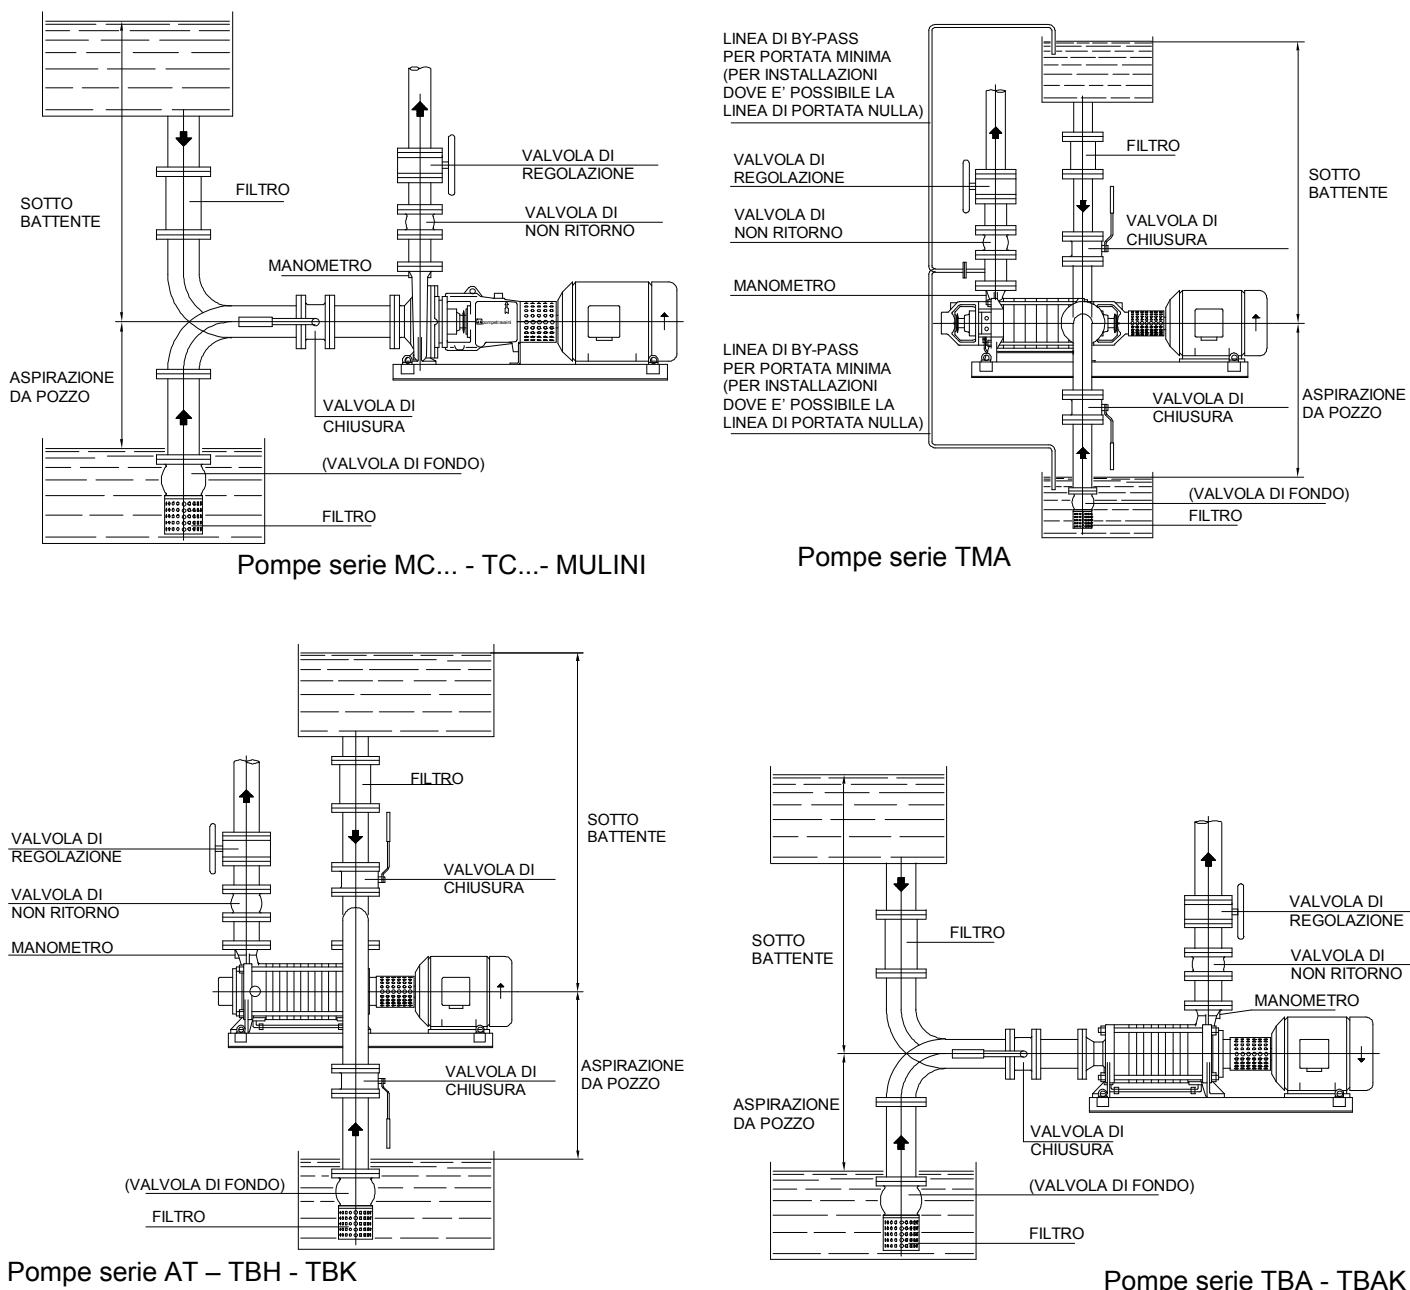 SOTTO
BATTENTE
FILTRO
VALVOLA DI
REGOLAZIONE
VALVOLA DI
NON RITORNO
MANOMETRO
ASPIRAZIONE
DA POZZO
VALVOLA DI
CHIUSURA
(VALVOLA DI FONDO)
FILTRO
Pompe serie MC... - TC...- MULINI
LINEA DI BY-PASS
PER PORTATA MINIMA
(PER INSTALLAZIONI
DOVE E' POSSIBILE LA
LINEA DI PORTATA NULLA)
VALVOLA DI
REGOLAZIONE
VALVOLA DI
NON RITORNO
MANOMETRO
LINEA DI BY-PASS
PER PORTATA MINIMA
(PER INSTALLAZIONI
DOVE E' POSSIBILE LA
LINEA DI PORTATA NULLA)
FILTRO
SOTTO
BATTENTE
VALVOLA DI
CHIUSURA
VALVOLA DI
CHIUSURA
ASPIRAZIONE
DA POZZO
(VALVOLA DI FONDO)
FILTRO
Pompe serie TMA
FILTRO
SOTTO
BATTENTE
VALVOLA DI
REGOLAZIONE
VALVOLA DI
CHIUSURA
VALVOLA DI
NON RITORNO
MANOMETRO
VALVOLA DI
CHIUSURA
ASPIRAZIONE
DA POZZO
(VALVOLA DI FONDO)
FILTRO
Pompe serie AT – TBH - TBK
SOTTO
BATTENTE
FILTRO
VALVOLA DI
REGOLAZIONE
VALVOLA DI
NON RITORNO
MANOMETRO
ASPIRAZIONE
DA POZZO
VALVOLA DI
CHIUSURA
(VALVOLA DI FONDO)
FILTRO
Pompe serie TBA - TBAK